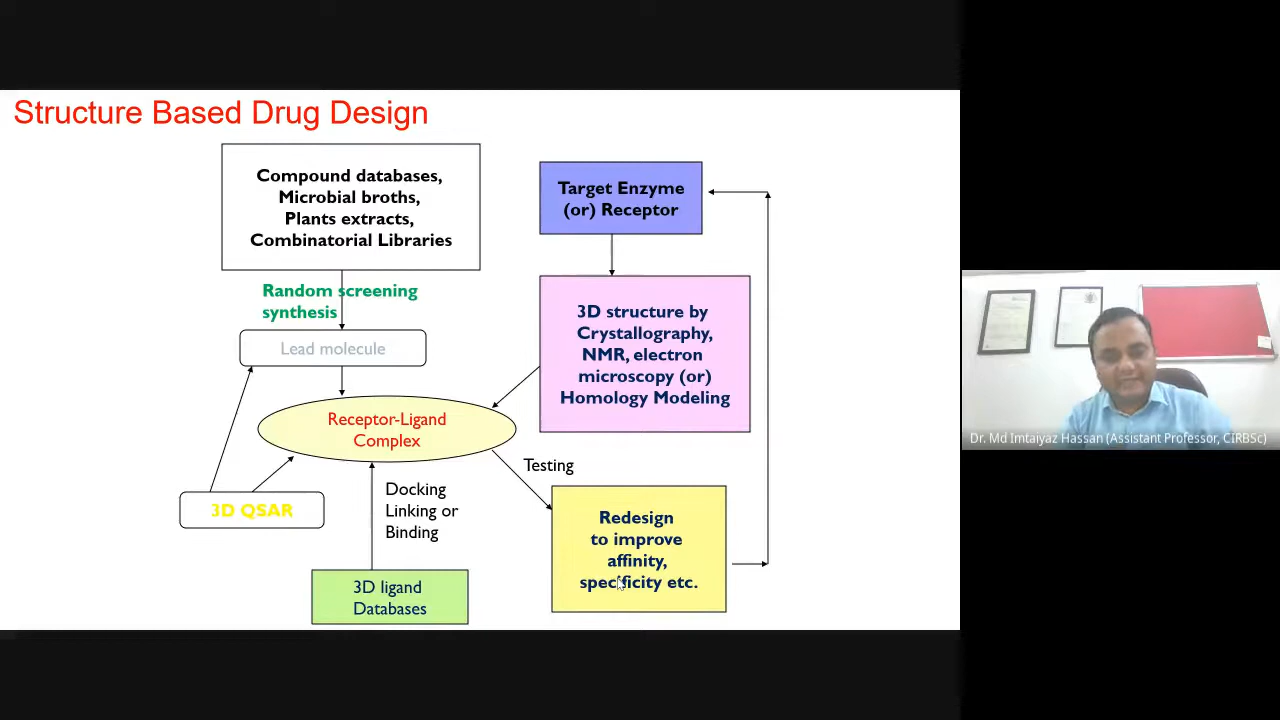 Structure Based Drug Design
Compound databases,
Microbial broths,
Plants extracts,
Combinatorial Libraries
Random screening
synthesis
Lead molecule
Receptor-Ligand
Complex
3D QSAR
Docking
Linking or
Binding
3D ligand
Databases
Target Enzyme
(or) Receptor
3D structure by
Crystallography,
NMR, electron
microscopy (or)
Homology Modeling
Testing
Redesign
to improve
affinity,
specificity etc.
Dr. Md Imtaiyaz Hassan (Assistant Professor, CIRBSc)